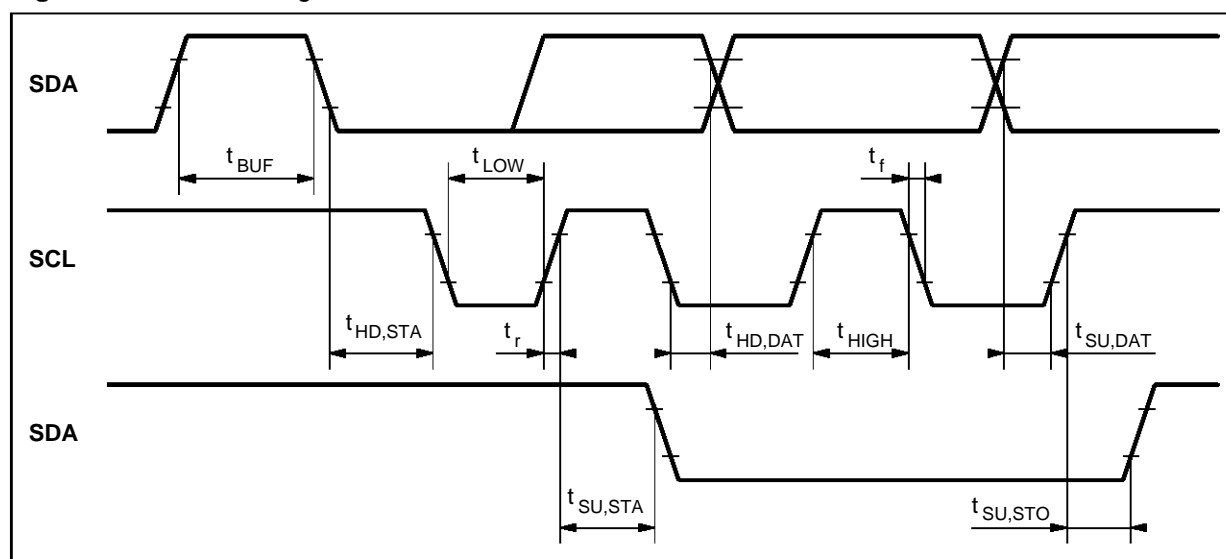 SDA
t BUF
t LOW
t f
SCL
t HD,STA
t r
t HD,DAT
t HIGH
t SU,DAT
SDA
t SU,STA
t SU,STO